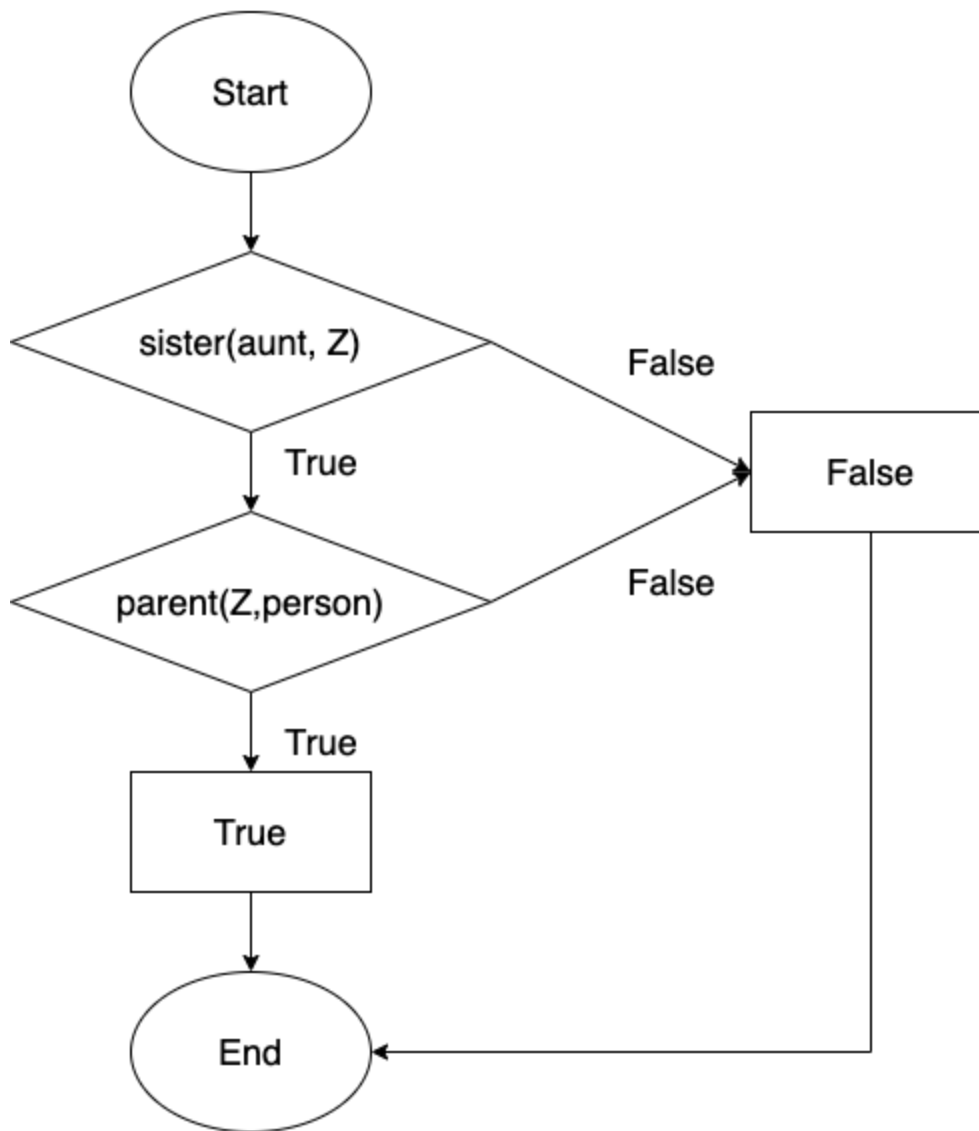 Start
sister(aunt, Z)
False
True
False
parent(Z,person)
False
True
True
End